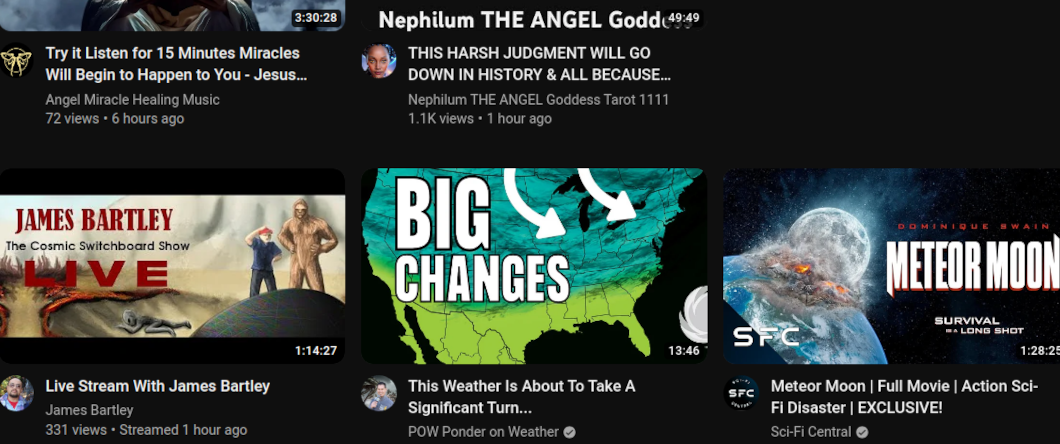 3:30:28
Nephilum THE ANGEL Godd
49:49
Try it Listen for 15 Minutes Miracles
Will Begin to Happen to You - Jesus...
Angel Miracle Healing Music
72 views • 6 hours ago
THIS HARSH JUDGMENT WILL GO
DOWN IN HISTORY & ALL BECAUSE...
Nephilum THE ANGEL Goddess Tarot 1111
1.1K views • 1 hour ago
JAMES BARTLEY
The Cosmic Switchboard Show
LIVE
1:14:27
Live Stream With James Bartley
James Bartley
331 views • Streamed 1 hour ago
BIG
CHANGES
13:46
This Weather Is About To Take A
Significant Turn...
POW Ponder on Weather
DOMINIQUE SWAIN
METEOR MOON
SURVIVAL
IS A LONG SHOT
SFC
1:28:25
SFC
Meteor Moon | Full Movie | Action Sci-
Fi Disaster | EXCLUSIVE!
Sci-Fi Central